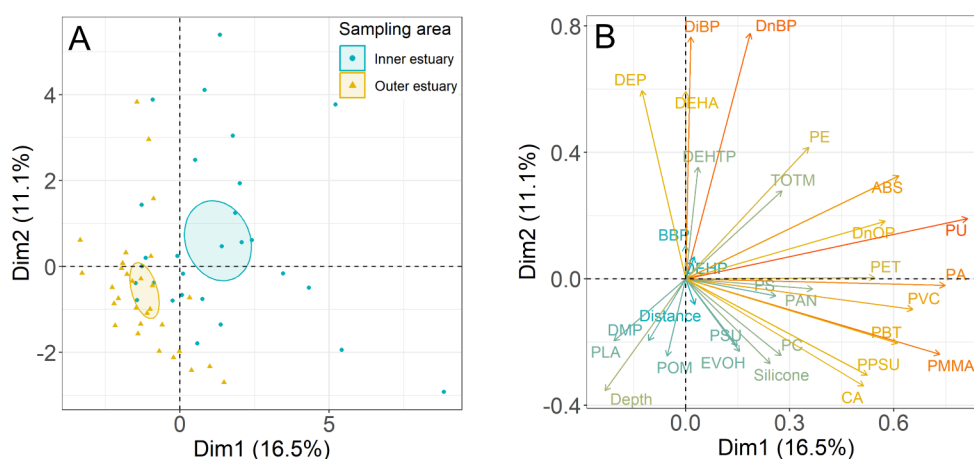 A
Sampling area
Inner estuary
Outer estuary
Dim2 (11.1%)
4
2
0
-2
0
5
Dim1 (16.5%)
B
Dim2 (11.1%)
0.8
0.4
0.0
-0.4
DiBP
DnBP
DEP
DEHA
PE
DEHTP
TOTM
ABS
BBP
DnOP
PU
DEHP
PET
PA
PS
PAN
PVC
Distance
DMP
PSU
PBT
PLA
POM
EVOH
PC
PPSU
PMMA
Silicone
Depth
CA
0.0
0.3
0.6
Dim1 (16.5%)